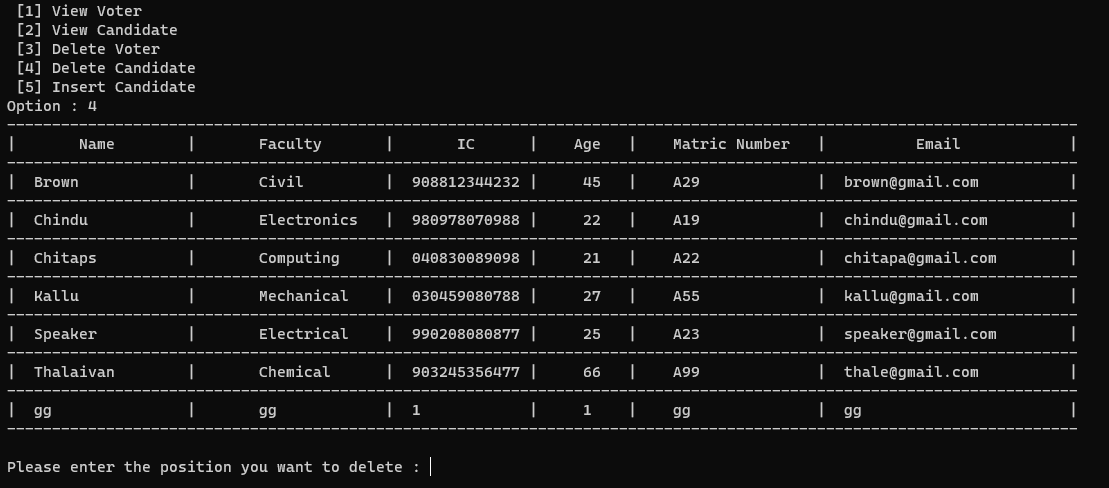 [1] View Voter
[2] View Candidate
[3] Delete Voter
[4] Delete Candidate
[5] Insert Candidate
Option : 4
| Name | Faculty | IC | Age | Matric Number | Email |
| Brown | Civil | 908812344232 | 45 | A29 | brown@gmail.com |
| Chindu | Electronics | 980978070988 | 22 | A19 | chindu@gmail.com |
| Chitaps | Computing | 040830089098 | 21 | A22 | chitapa@gmail.com |
| Kallu | Mechanical | 030459080788 | 27 | A55 | kallu@gmail.com |
| Speaker | Electrical | 990208080877 | 25 | A23 | speaker@gmail.com |
| Thalaivan | Chemical | 903245356477 | 66 | A99 | thale@gmail.com |
| gg | gg | 1 | 1 | gg | gg |
Please enter the position you want to delete :